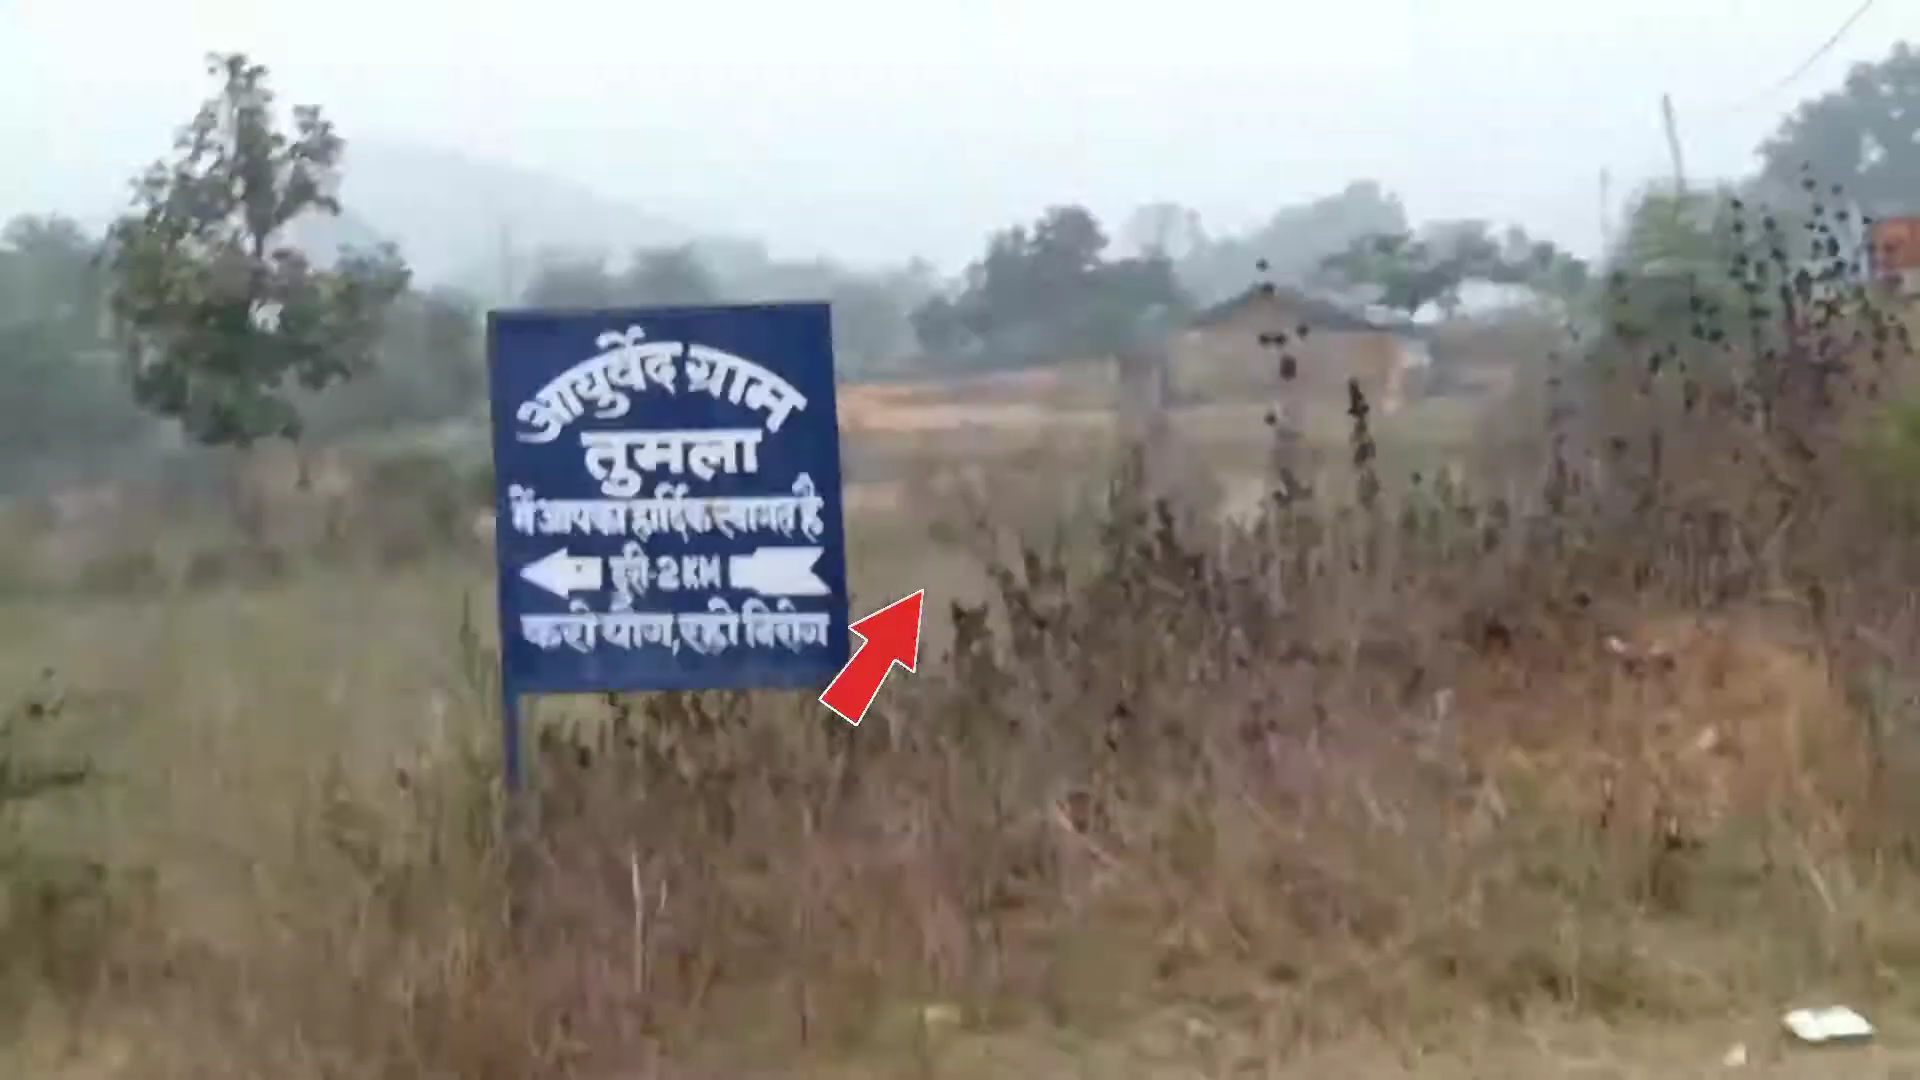 आयुर्वेद ग्राम
तुमला
में आपका हार्दिक स्वागत है
दुरी-2KM
करो योग, रहो निरोग